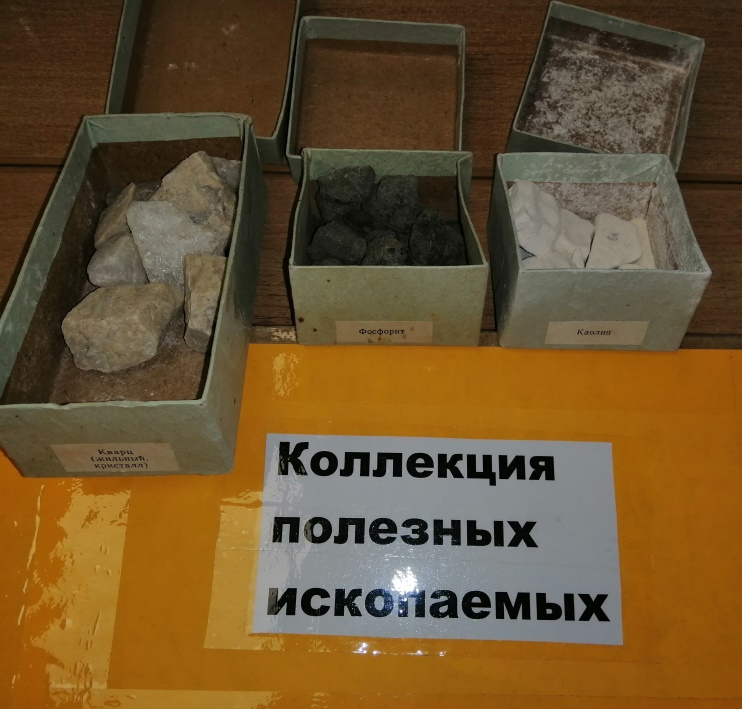 Фосфорит
Каолин
Кварц
(жильный,
кристалл)
Коллекция
полезных
ископаемых